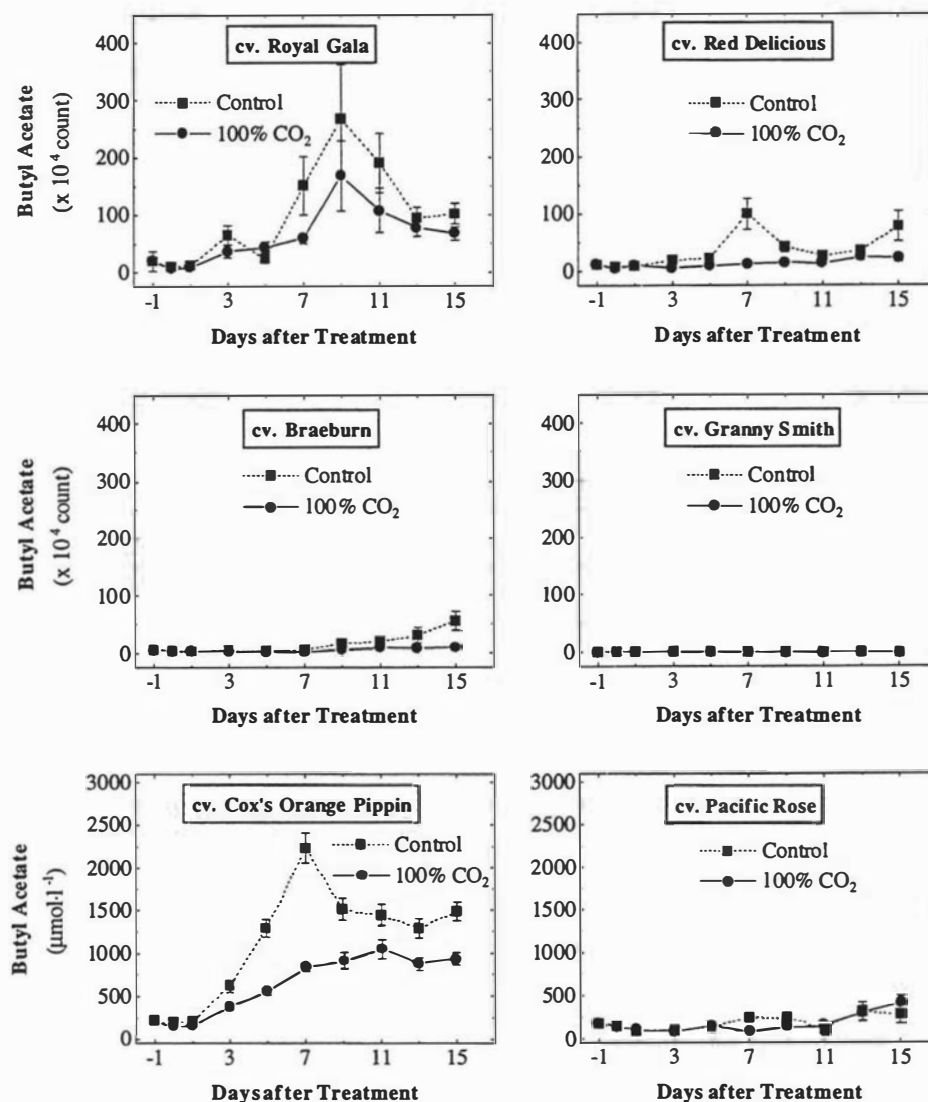 cv. Royal Gala
Control
100% CO₂
Butyl Acetate
(x 10⁴ count)
400
300
200
100
0
-1 3 7 11 15
Days after Treatment
cv. Red Delicious
Control
100% CO₂
400
300
200
100
0
-1 3 7 11 15
Days after Treatment
cv. Braeburn
Control
100% CO₂
Butyl Acetate
(x 10⁴ count)
400
300
200
100
0
-1 3 7 11 15
Days after Treatment
cv. Granny Smith
Control
100% CO₂
400
300
200
100
0
-1 3 7 11 15
Days after Treatment
cv. Cox's Orange Pippin
Control
100% CO₂
Butyl Acetate
(µmol·l⁻¹)
3000
2500
2000
1500
1000
500
0
-1 3 7 11 15
Days after Treatment
cv. Pacific Rose
Control
100% CO₂
3000
2500
2000
1500
1000
500
0
-1 3 7 11 15
Days after Treatment